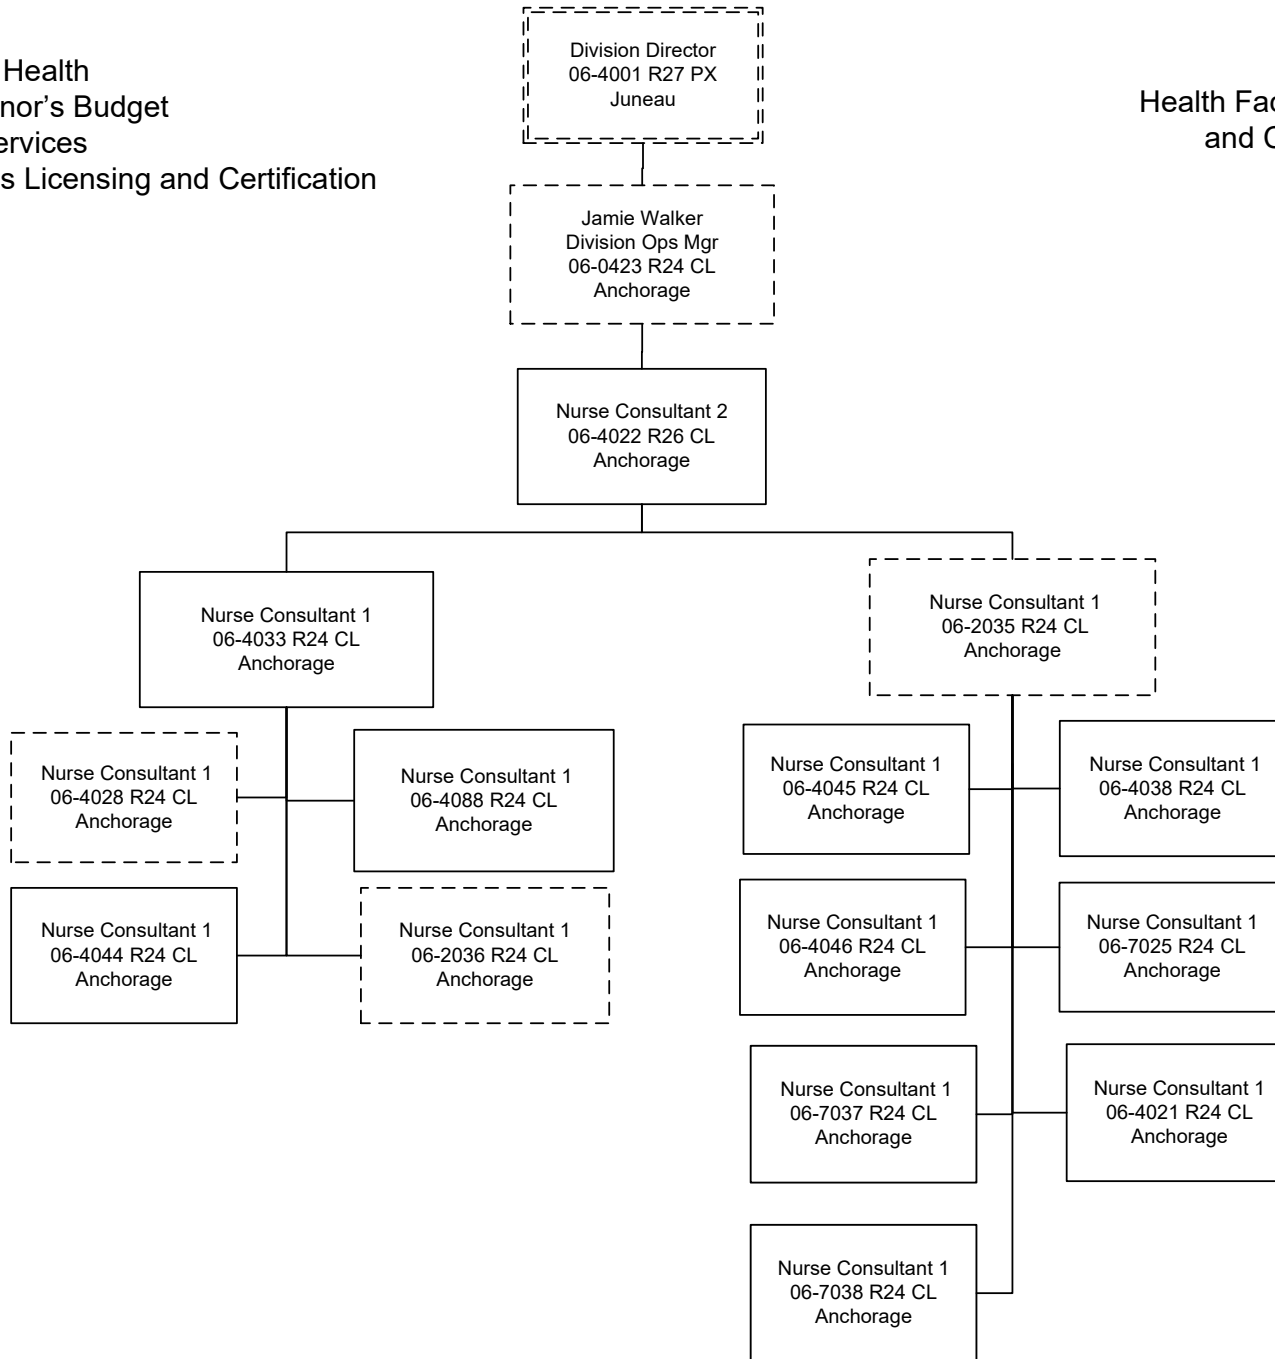 Health
nor's Budget
ervices
s Licensing and Certification
Health Fac
and C
Division Director
06-4001 R27 PX
Juneau
Jamie Walker
Division Ops Mgr
06-0423 R24 CL
Anchorage
Nurse Consultant 2
06-4022 R26 CL
Anchorage
Nurse Consultant 1
06-4033 R24 CL
Anchorage
Nurse Consultant 1
06-2035 R24 CL
Anchorage
Nurse Consultant 1
06-4028 R24 CL
Anchorage
Nurse Consultant 1
06-4088 R24 CL
Anchorage
Nurse Consultant 1
06-4045 R24 CL
Anchorage
Nurse Consultant 1
06-4038 R24 CL
Anchorage
Nurse Consultant 1
06-4044 R24 CL
Anchorage
Nurse Consultant 1
06-2036 R24 CL
Anchorage
Nurse Consultant 1
06-4046 R24 CL
Anchorage
Nurse Consultant 1
06-7025 R24 CL
Anchorage
Nurse Consultant 1
06-7037 R24 CL
Anchorage
Nurse Consultant 1
06-4021 R24 CL
Anchorage
Nurse Consultant 1
06-7038 R24 CL
Anchorage